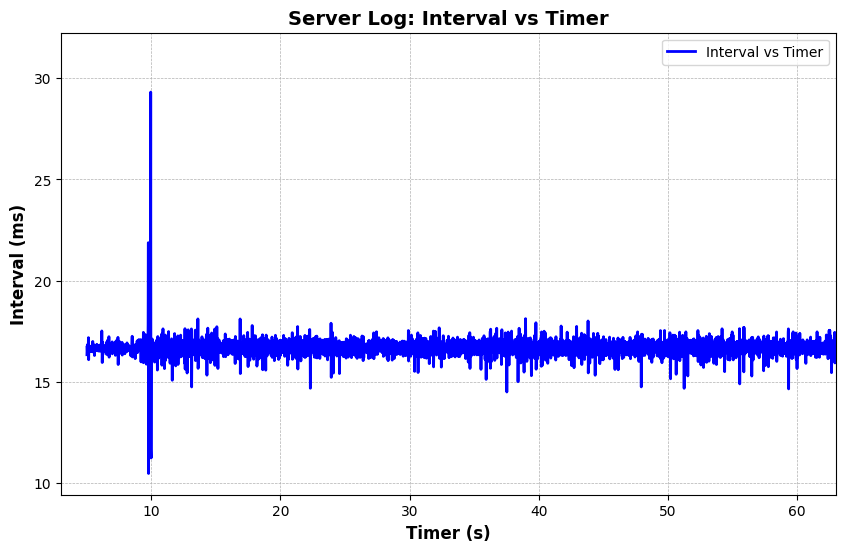 Server Log: Interval vs Timer
Interval vs Timer
Interval (ms)
30
25
20
15
10
10 20 30 40 50 60
Timer (s)